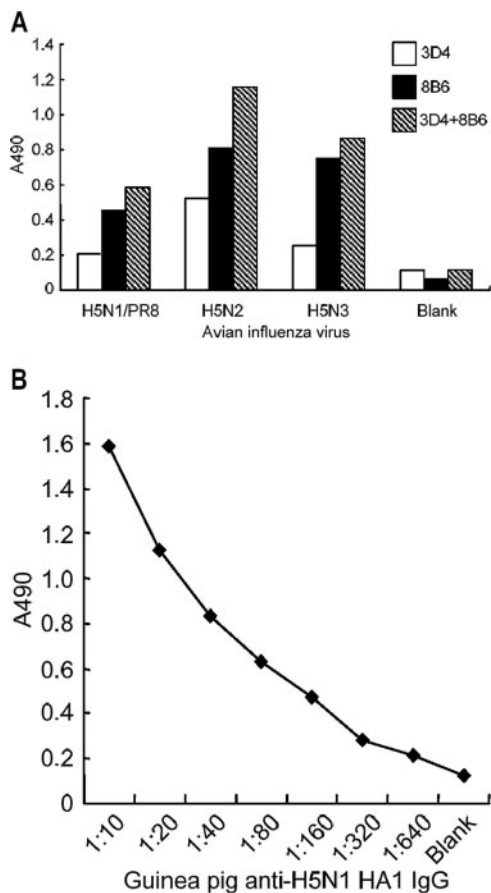 A
1.4
1.2
1.0
0.8
0.6
0.4
0.2
0
A490
3D4
8B6
3D4+8B6
H5N1/PR8 H5N2 H5N3 Blank
Avian influenza virus
B
1.8
1.6
1.4
1.2
1.0
0.8
0.6
0.4
0.2
0
A490
1:10 1:20 1:40 1:80 1:160 1:320 1:640 Blank
Guinea pig anti-H5N1 HA1 IgG